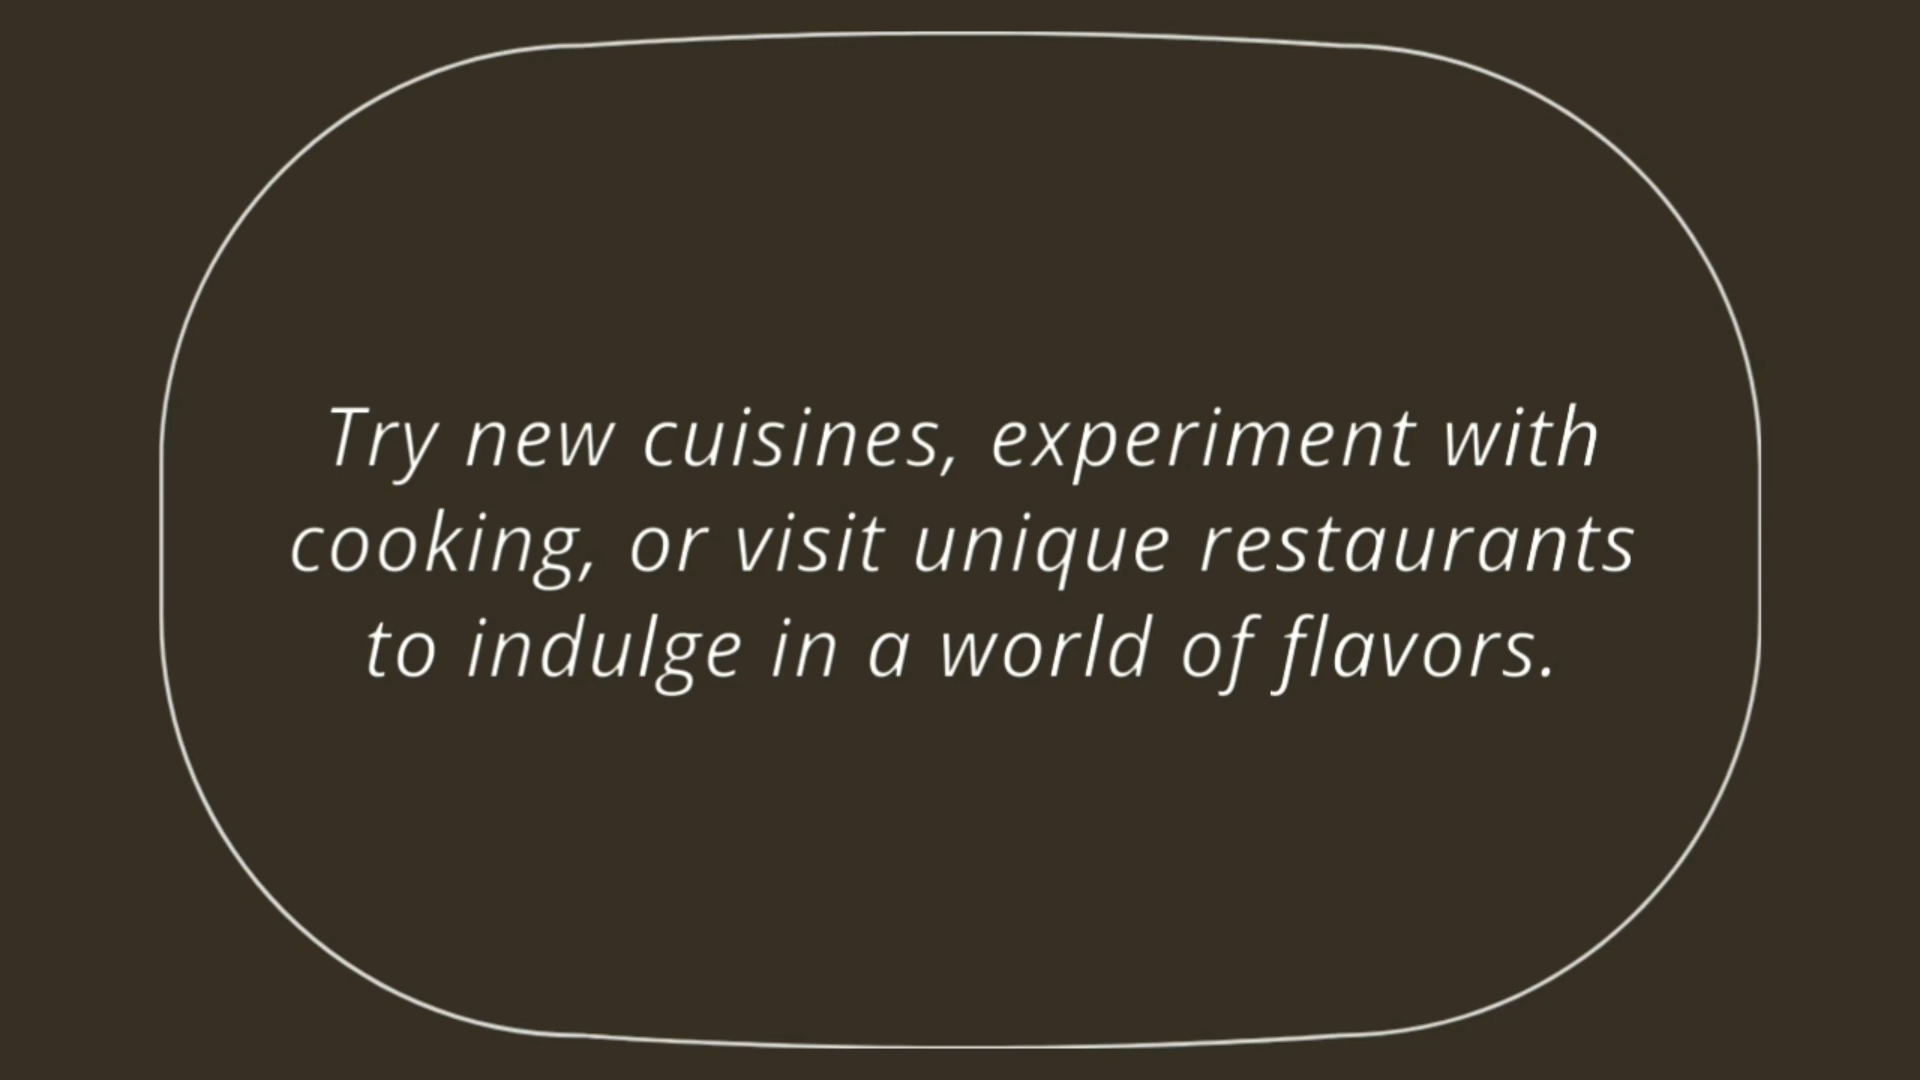 Try new cuisines, experiment with
cooking, or visit unique restaurants
to indulge in a world of flavors.